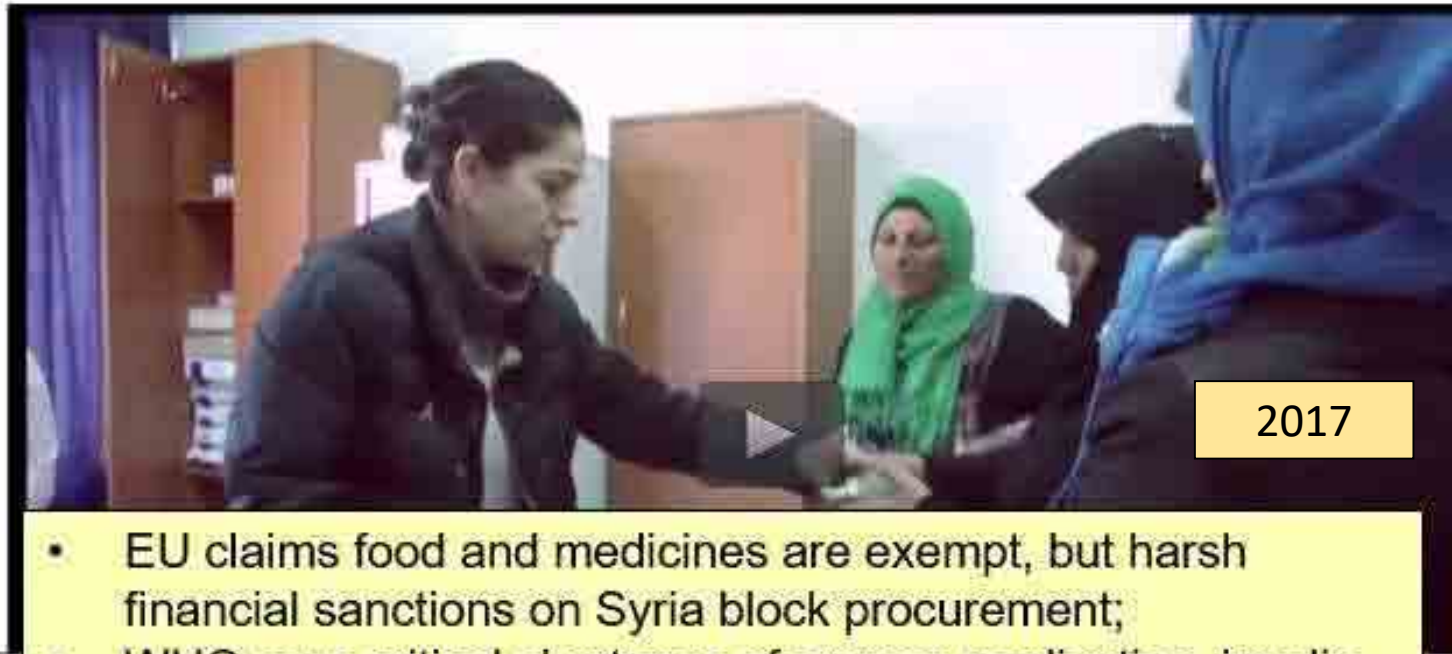 2017
• EU claims food and medicines are exempt, but harsh
financial sanctions on Syria block procurement;